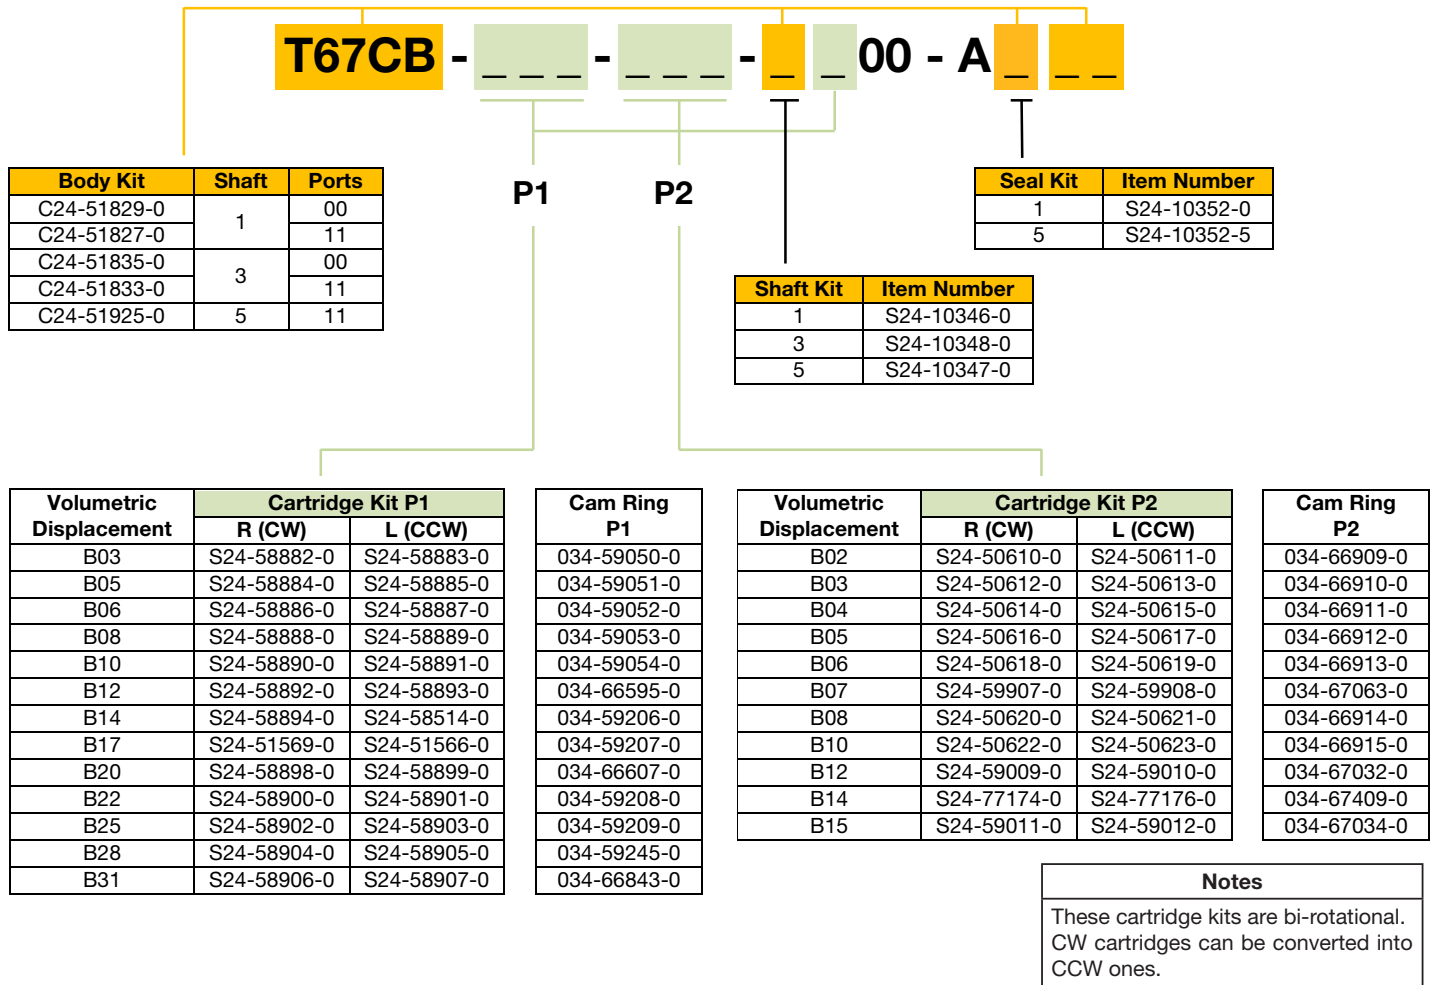 T67CB - _ _ _ - _ _ _ - _ _ 00 - A _ _ _
Body Kit Shaft Ports
C24-51829-0 1 00
C24-51827-0 11
C24-51835-0 3 00
C24-51833-0 11
C24-51925-0 5 11
P1
P2
Seal Kit Item Number
1 S24-10352-0
5 S24-10352-5
Shaft Kit Item Number
1 S24-10346-0
3 S24-10348-0
5 S24-10347-0
Volumetric Displacement Cartridge Kit P1
R (CW) L (CCW)
B03 S24-58882-0 S24-58883-0
B05 S24-58884-0 S24-58885-0
B06 S24-58886-0 S24-58887-0
B08 S24-58888-0 S24-58889-0
B10 S24-58890-0 S24-58891-0
B12 S24-58892-0 S24-58893-0
B14 S24-58894-0 S24-58514-0
B17 S24-51569-0 S24-51566-0
B20 S24-58898-0 S24-58899-0
B22 S24-58900-0 S24-58901-0
B25 S24-58902-0 S24-58903-0
B28 S24-58904-0 S24-58905-0
B31 S24-58906-0 S24-58907-0
Cam Ring
P1
034-59050-0
034-59051-0
034-59052-0
034-59053-0
034-59054-0
034-66595-0
034-59206-0
034-59207-0
034-66607-0
034-59208-0
034-59209-0
034-59245-0
034-66843-0
Volumetric Displacement Cartridge Kit P2
R (CW) L (CCW)
B02 S24-50610-0 S24-50611-0
B03 S24-50612-0 S24-50613-0
B04 S24-50614-0 S24-50615-0
B05 S24-50616-0 S24-50617-0
B06 S24-50618-0 S24-50619-0
B07 S24-59907-0 S24-59908-0
B08 S24-50620-0 S24-50621-0
B10 S24-50622-0 S24-50623-0
B12 S24-59009-0 S24-59010-0
B14 S24-77174-0 S24-77176-0
B15 S24-59011-0 S24-59012-0
Cam Ring
P2
034-66909-0
034-66910-0
034-66911-0
034-66912-0
034-66913-0
034-67063-0
034-66914-0
034-66915-0
034-67032-0
034-67409-0
034-67034-0
Notes
These cartridge kits are bi-rotational.
CW cartridges can be converted into
CCW ones.